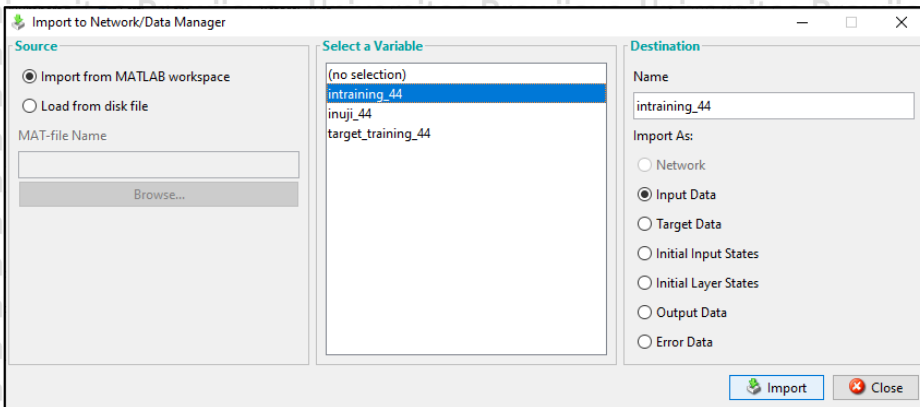 Import to Network/Data Manager
Source
Import from MATLAB workspace
Load from disk file
MAT-file Name
Browse...
Select a Variable
(no selection)
intraining_44
inuji_44
target_training_44
Destination
Name
intraining_44
Import As:
Network
Input Data
Target Data
Initial Input States
Initial Layer States
Output Data
Error Data
Import
Close